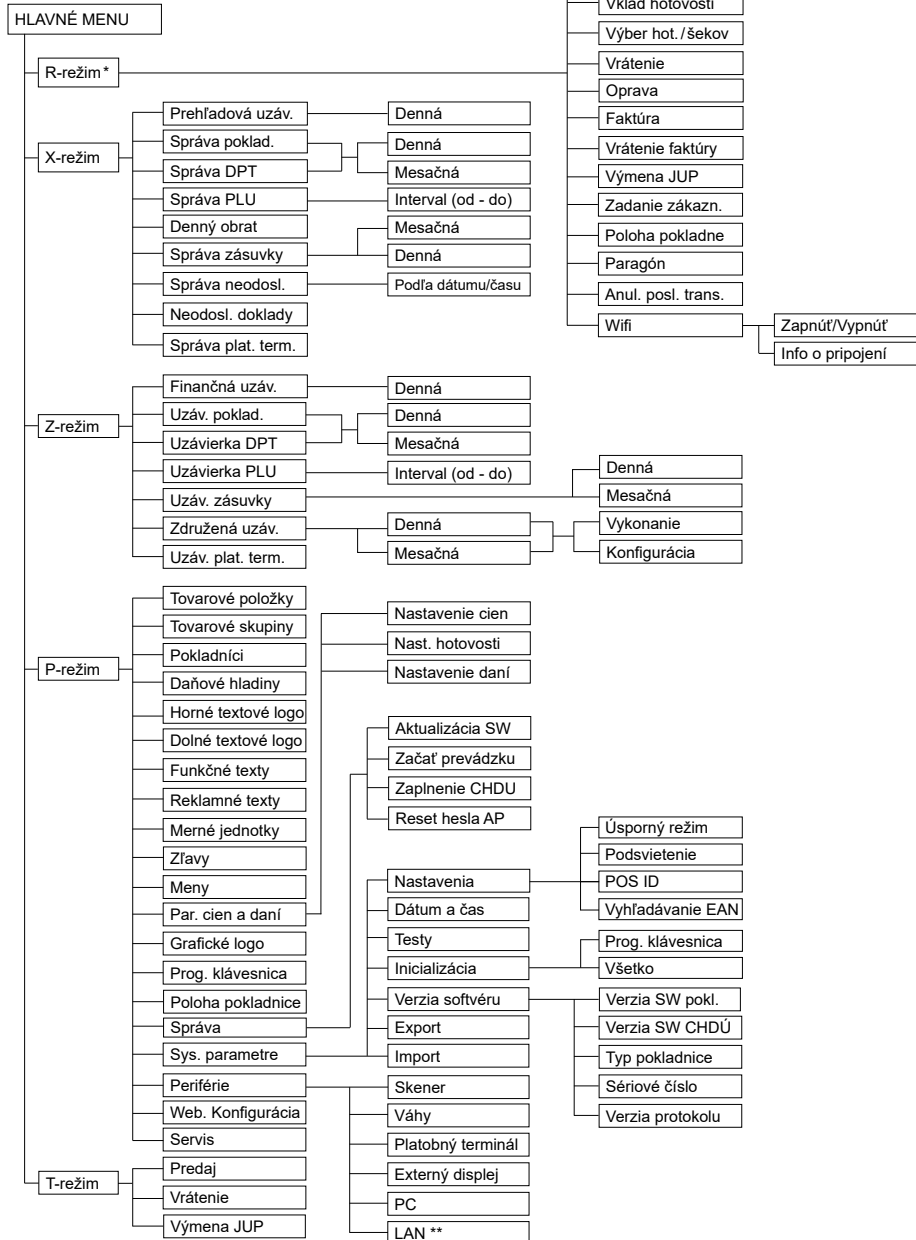 HLAVNÉ MENU
R-režim *
Vklad hotovosti
Výber hot./šekov
Vrátenie
Oprava
Faktúra
Vrátenie faktúry
Výmena JUP
Zadanie zákazn.
Poloha pokladne
Paragón
Anul. posl. trans.
Wifi
Zapnúť/Vypnúť
Info o pripojení
X-režim
Prehľadová uzáv.
Denná
Správa poklad.
Denná
Správa DPT
Mesačná
Správa PLU
Interval (od - do)
Denný obrat
Mesačná
Správa zásuvky
Denná
Správa neodosl.
Podľa dátumu/času
Neodosl. doklady
Správa plat. term.
Z-režim
Finančná uzáv.
Denná
Uzáv. poklad.
Denná
Uzávierka DPT
Mesačná
Uzávierka PLU
Interval (od - do)
Uzáv. zásuvky
Denná
Mesačná
Združená uzáv.
Denná
Mesačná
Vykonanie
Konfigurácia
Uzáv. plat. term.
P-režim
Tovarové položky
Tovarové skupiny
Pokladníci
Daňové hladiny
Horné textové logo
Dolné textové logo
Funkčné texty
Reklamné texty
Merné jednotky
Zľavy
Meny
Par. cien a daní
Nastavenie cien
Nast. hotovosti
Nastavenie daní
Grafické logo
Prog. klávesnica
Poloha pokladnice
Správa
Aktualizácia SW
Začať prevádzku
Zaplnenie CHDU
Reset hesla AP
Sys. parametre
Nastavenia
Úsporný režim
Podsvietenie
POS ID
Vyhľadávanie EAN
Dátum a čas
Testy
Inicializácia
Prog. klávesnica
Všetko
Verzia softvéru
Verzia SW pokl.
Verzia SW CHDÚ
Typ pokladnice
Sériové číslo
Verzia protokolu
Export
Import
Periférie
Skener
Váhy
Platobný terminál
Externý displej
PC
LAN **
Web. Konfigurácia
Servis
T-režim
Predaj
Vrátenie
Výmena JUP